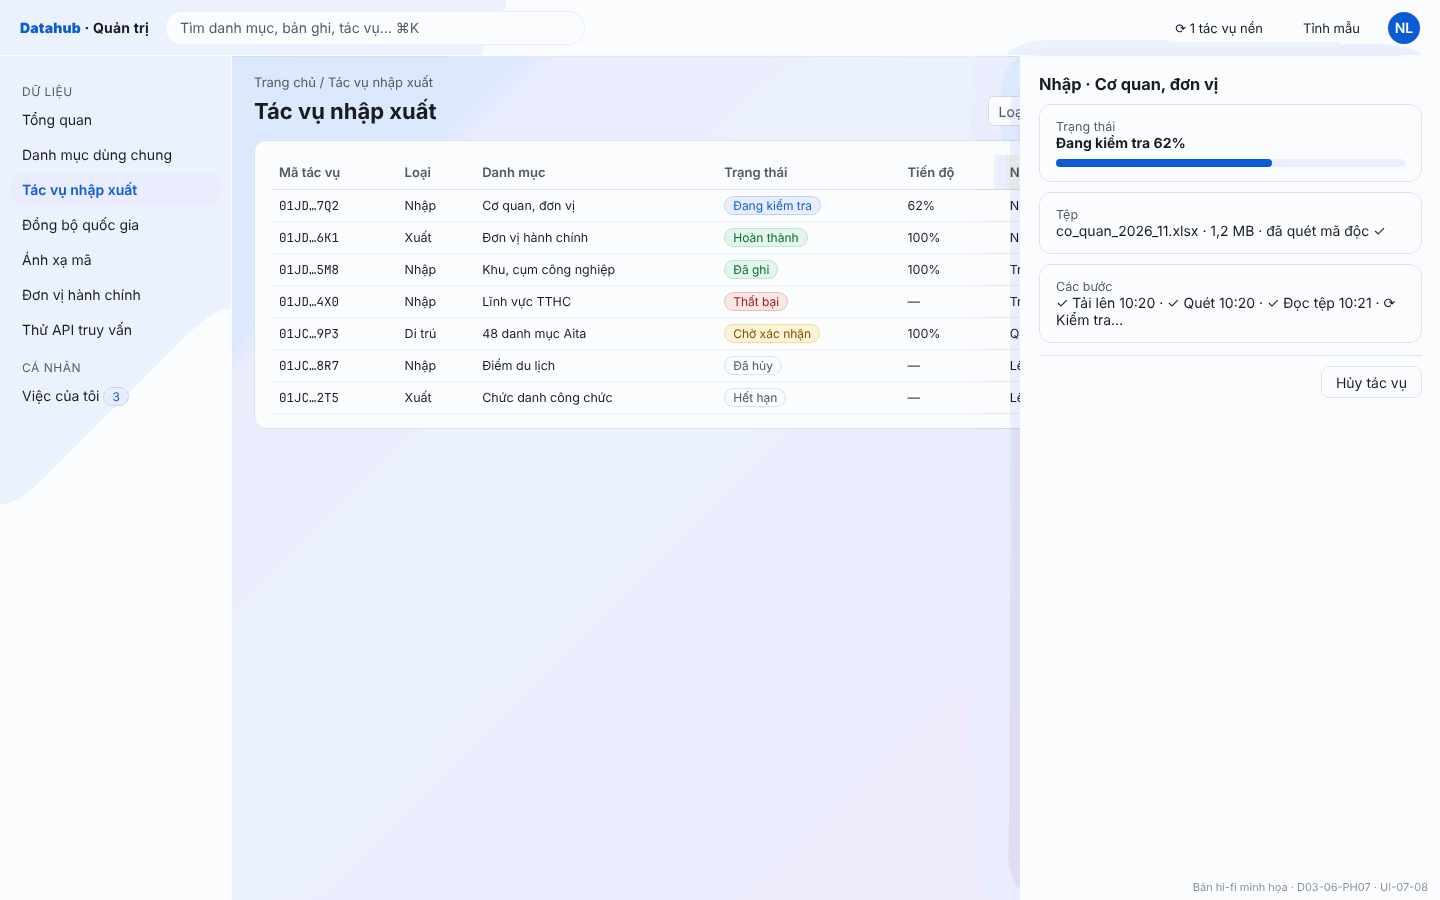 Datahub · Quản trị
Tìm danh mục, bản ghi, tác vụ... ⌘K
⟳ 1 tác vụ nền
Tỉnh mẫu
NL
DỮ LIỆU
Tổng quan
Danh mục dùng chung
Tác vụ nhập xuất
Đồng bộ quốc gia
Ánh xạ mã
Đơn vị hành chính
Thử API truy vấn
CÁ NHÂN
Việc của tôi 3
Trang chủ / Tác vụ nhập xuất
Tác vụ nhập xuất
Mã tác vụ Loại Danh mục Trạng thái Tiến độ
01JD…7Q2 Nhập Cơ quan, đơn vị Đang kiểm tra 62%
01JD…6K1 Xuất Đơn vị hành chính Hoàn thành 100%
01JD…5M8 Nhập Khu, cụm công nghiệp Đã ghi 100%
01JD…4X0 Nhập Lĩnh vực TTHC Thất bại —
01JC…9P3 Di trú 48 danh mục Aita Chờ xác nhận 100%
01JC…8R7 Nhập Điểm du lịch Đã hủy —
01JC…2T5 Xuất Chức danh công chức Hết hạn —
Nhập · Cơ quan, đơn vị
Trạng thái
Đang kiểm tra 62%
Tệp
co_quan_2026_11.xlsx · 1,2 MB · đã quét mã độc ✓
Các bước
✓ Tải lên 10:20 · ✓ Quét 10:20 · ✓ Đọc tệp 10:21 · ⟳
Kiểm tra...
Hủy tác vụ
Bản hi-fi minh họa · D03-06-PH07 · UI-07-08